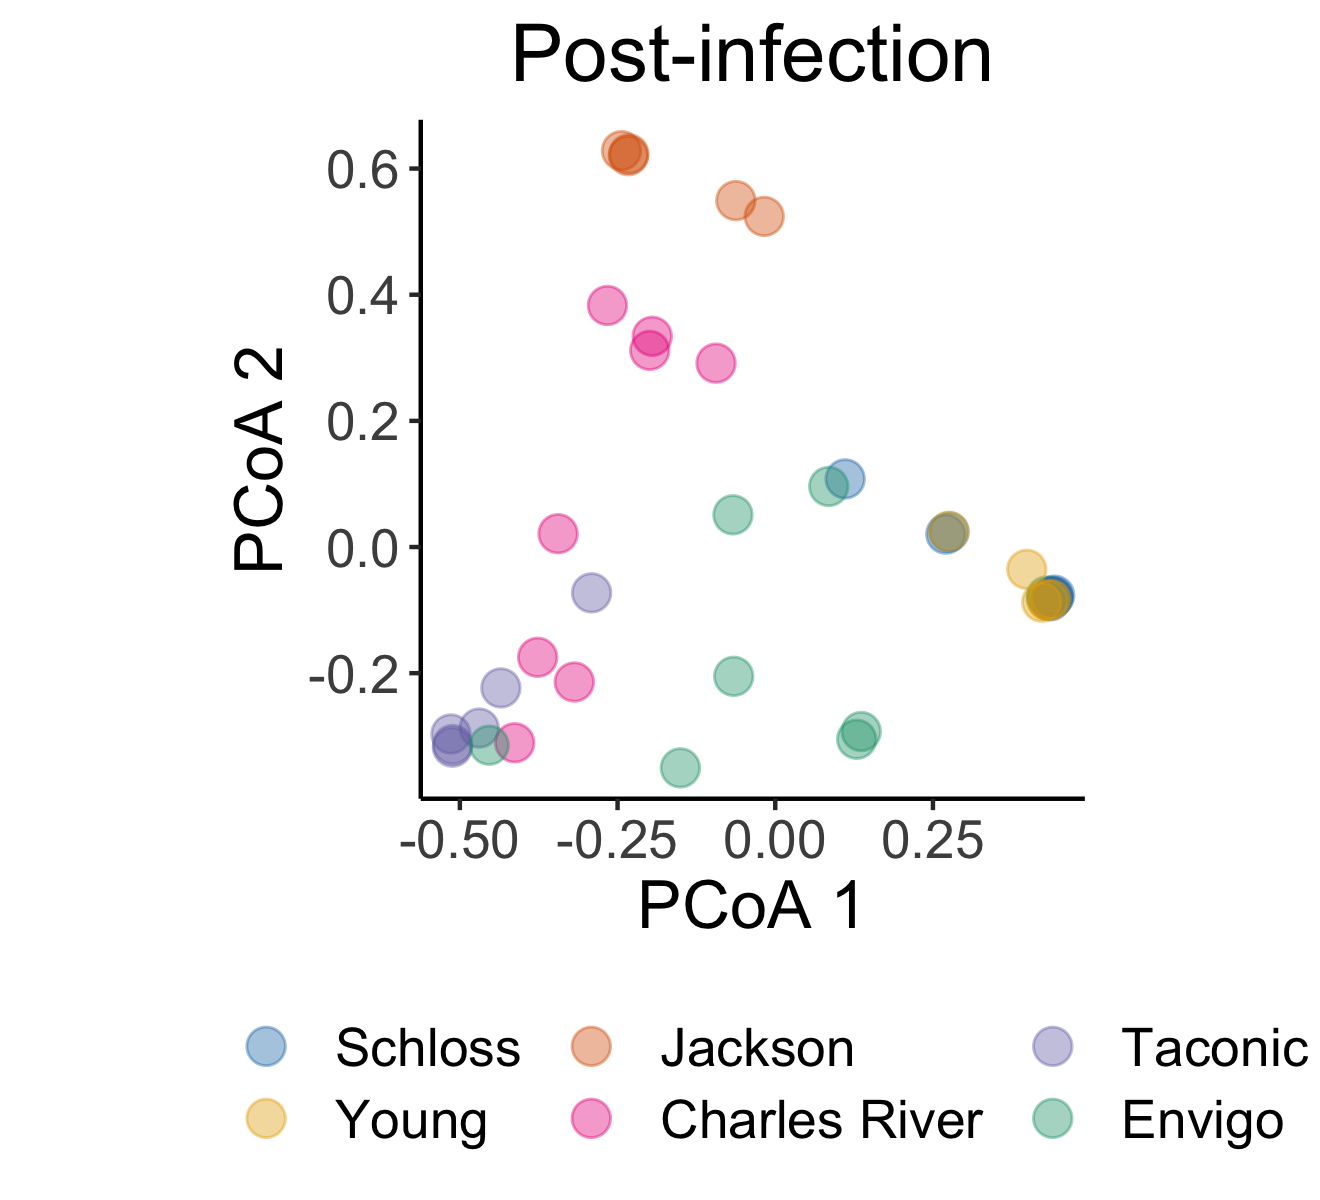 Post-infection
PCoA 2
0.6
0.4
0.2
0.0
-0.2
-0.50 -0.25 0.00 0.25
PCoA 1
Schloss Jackson Taconic
Young Charles River Envigo